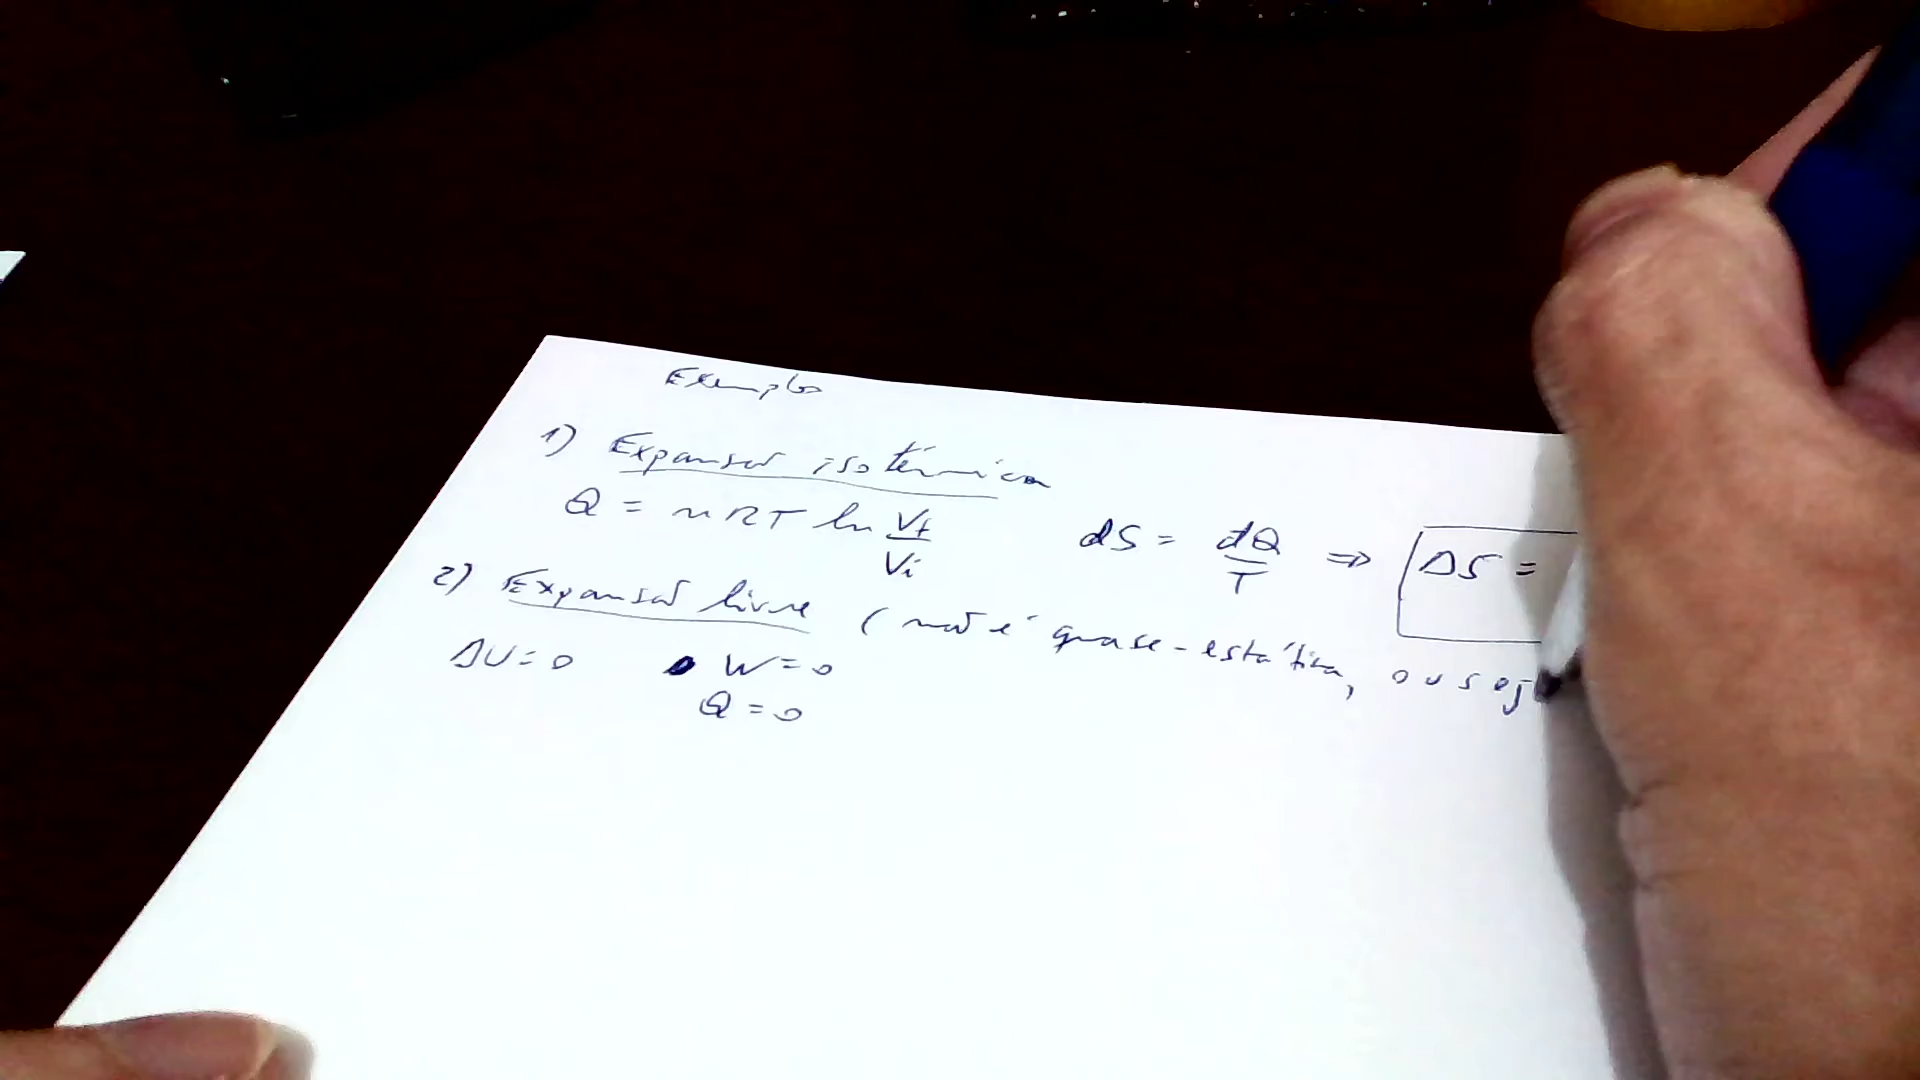 Exemplos
1) Expansão isotérmica
Q = nRT ln Vf/Vi dS = dQ/T ⇒ ΔS =
2) Expansão livre (não é quase-estática, ou seja
ΔU = 0 W = 0
Q = 0